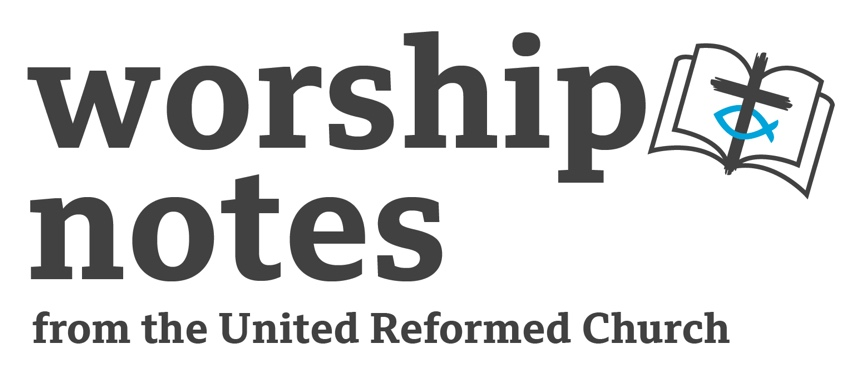 worship
notes
from the United Reformed Church